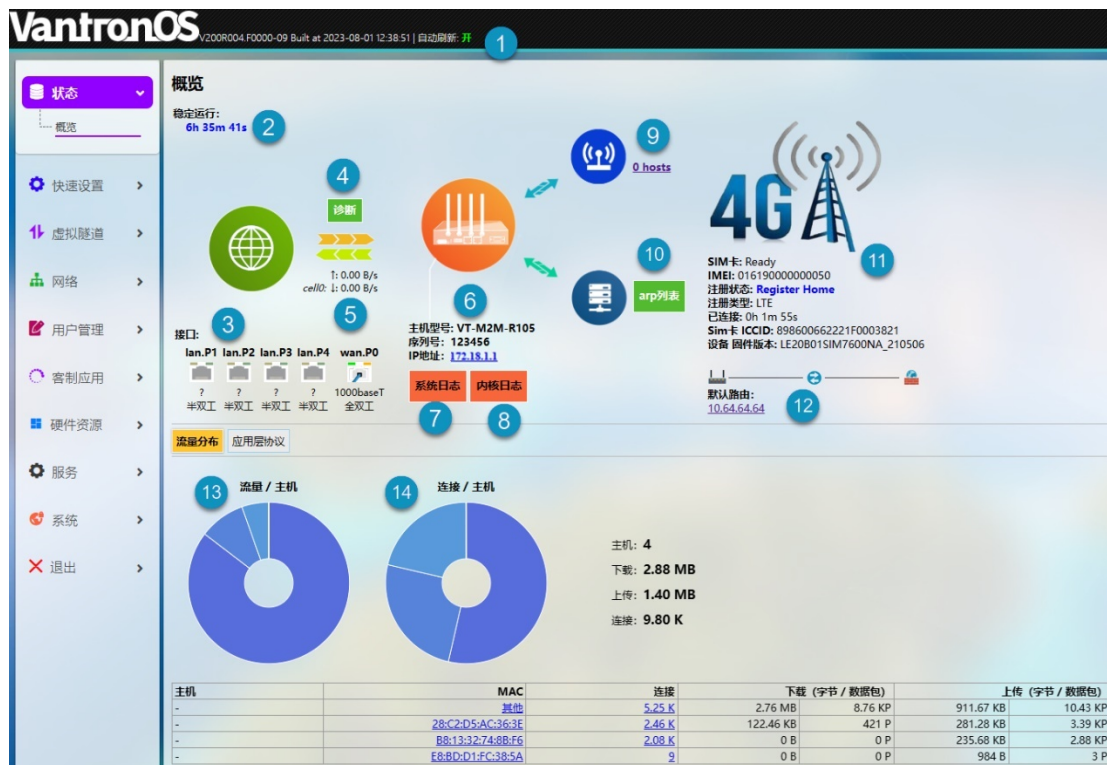 VantronOS V200R004.F0000-09 Built at 2023-08-01 12:38:51 | 自动刷新: 开
1
状态
概览
快速设置
虚拟隧道
网络
用户管理
客制应用
硬件资源
服务
系统
退出
概览
稳定运行:
6h 35m 41s
2
4
诊断
↑: 0.00 B/s
cell0: ↓: 0.00 B/s
5
3
接口:
lan.P1 lan.P2 lan.P3 lan.P4 wan.P0
? ? ? ? 1000baseT
半双工 半双工 半双工 半双工 全双工
6
主机型号: VT-M2M-R105
序列号: 123456
IP地址: 172.18.1.1
系统日志 内核日志
7 8
9
0 hosts
10
arp列表
4G
11
SIM卡: Ready
IMEI: 016190000000050
注册状态: Register Home
注册类型: LTE
已连接: 0h 1m 55s
Sim卡 ICCID: 898600662221F0003821
设备 固件版本: LE20B01SIM7600NA_210506
默认路由:
10.64.64.64
12
流量分布 应用层协议
13 流量 / 主机
14 连接 / 主机
主机: 4
下载: 2.88 MB
上传: 1.40 MB
连接: 9.80 K
主机 MAC 连接 下载 (字节 / 数据包) 上传 (字节 / 数据包)
- 其他 5.25 K 2.76 MB 8.76 KP 911.67 KB 10.43 KP
- 28:C2:D5:AC:36:3E 2.46 K 122.46 KB 421 P 281.28 KB 3.39 KP
- B8:13:32:74:8B:F6 2.08 K 0 B 0 P 235.68 KB 2.88 KP
- E8:BD:D1:FC:38:5A 9 0 B 0 P 984 B 3 P